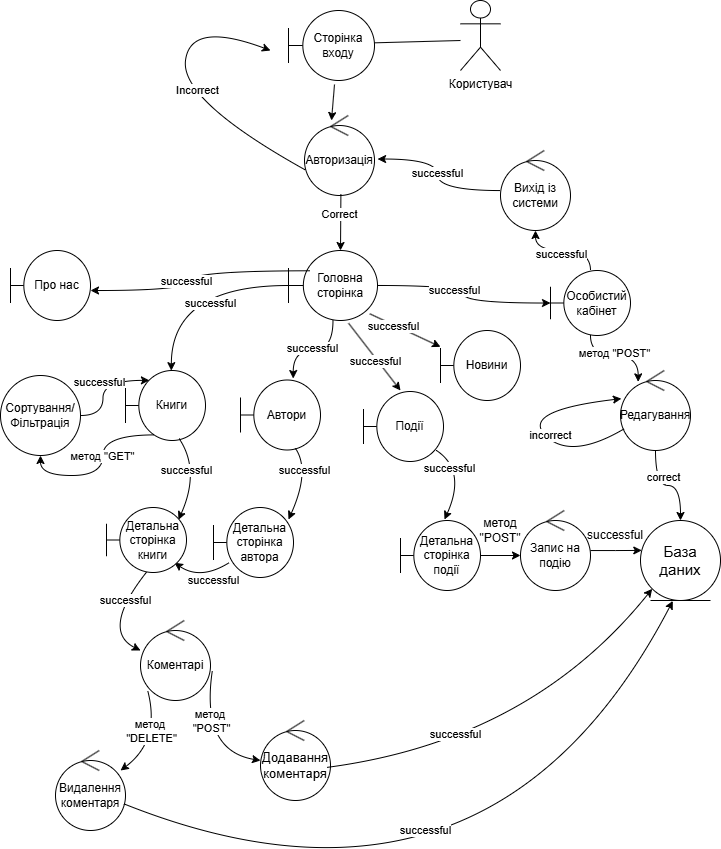 Сторінка
входу
Користувач
Incorrect
Авторизація
successful
Вихід із
системи
Correct
successful
Про нас
successful
Головна
сторінка
successful
Особистий
кабінет
successful
successful
successful
successful
метод "POST"
Новини
Сортування/
Фільтрація
successful
Книги
метод "GET"
Автори
Події
Редагування
incorrect
successful
successful
successful
correct
Детальна
сторінка
книги
Детальна
сторінка
автора
successful
Детальна
сторінка
події
метод
"POST"
Запис на
подію
successful
База
даних
successful
Коментарі
метод
"DELETE"
метод
"POST"
successful
Додавання
коментаря
Видалення
коментаря
successful